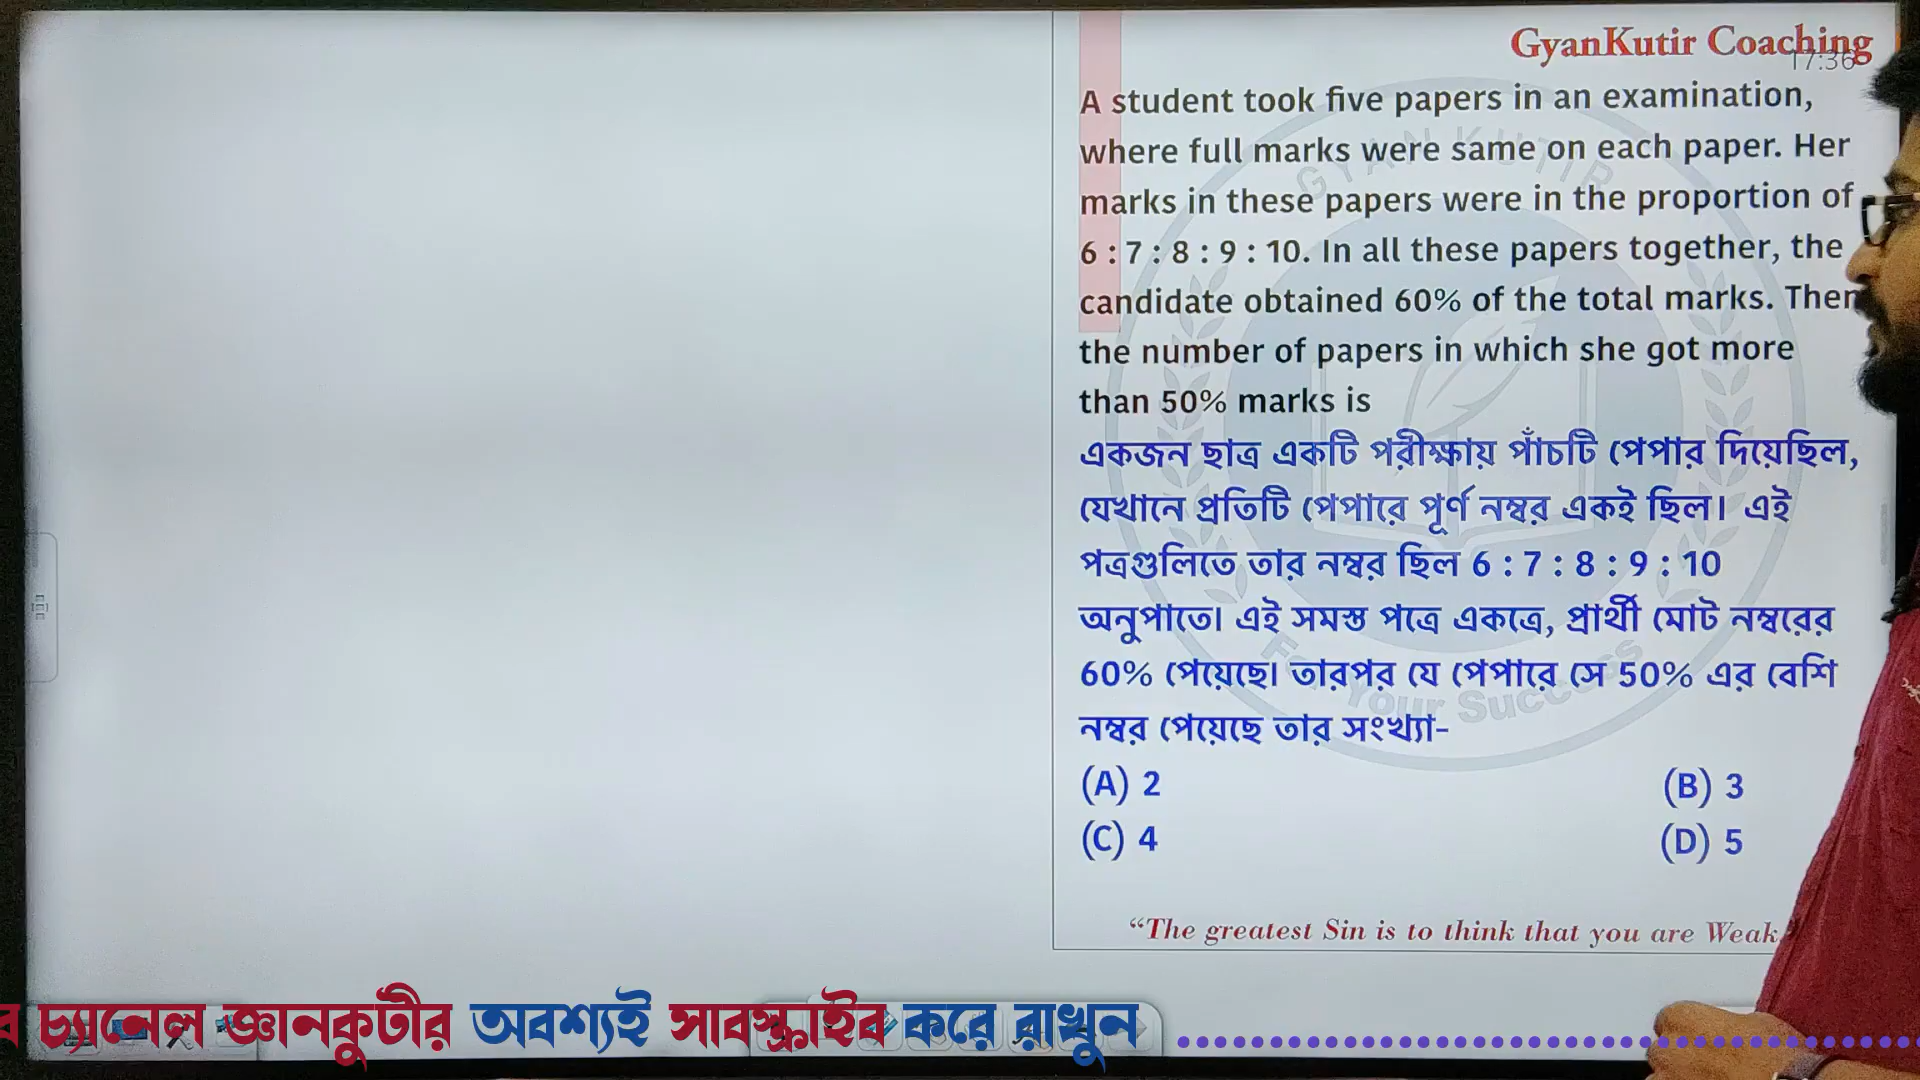 GyanKutir Coaching
17:36
A student took five papers in an examination,
where full marks were same on each paper. Her
marks in these papers were in the proportion of
6 : 7 : 8 : 9 : 10. In all these papers together, the
candidate obtained 60% of the total marks. Then
the number of papers in which she got more
than 50% marks is
একজন ছাত্র একটি পরীক্ষায় পাঁচটি পেপার দিয়েছিল,
যেখানে প্রতিটি পেপারে পূর্ণ নম্বর একই ছিল। এই
পত্রগুলিতে তার নম্বর ছিল 6 : 7 : 8 : 9 : 10
অনুপাতে। এই সমস্ত পত্রে একত্রে, প্রার্থী মোট নম্বরের
60% পেয়েছে। তারপর যে পেপারে সে 50% এর বেশি
নম্বর পেয়েছে তার সংখ্যা-
(A) 2 (B) 3
(C) 4 (D) 5
GYAN KUTIR
For Your Success
“The greatest Sin is to think that you are Weak
চ্যানেল জ্ঞানকুটীর অবশ্যই সাবস্ক্রাইব করে রাখুন ........................................